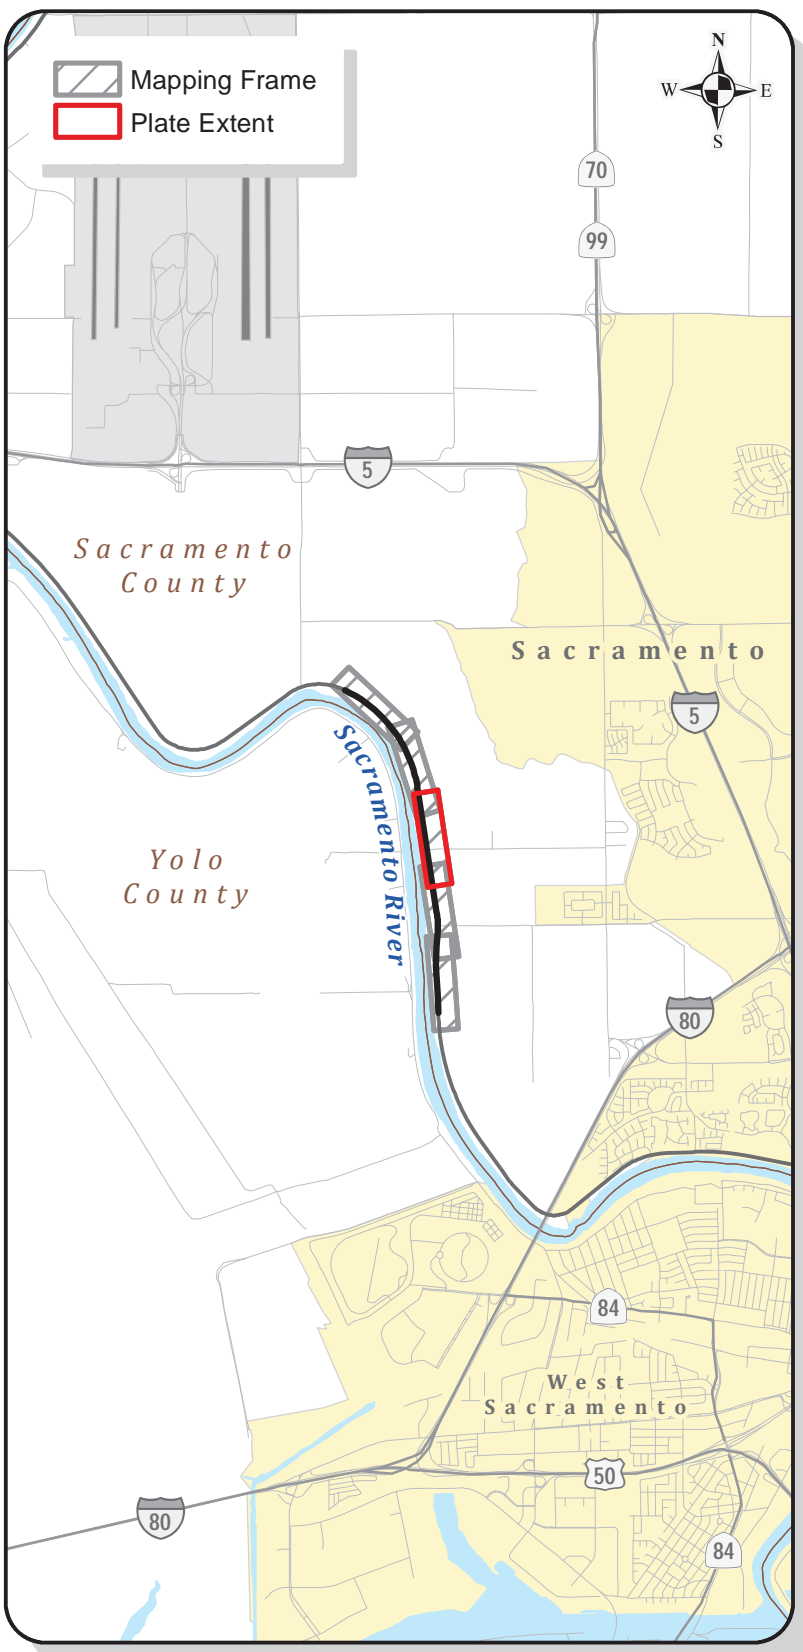 Mapping Frame
Plate Extent
N
W E
S
70
99
5
Sacramento
County
Sacramento
5
Sacramento River
Yolo
County
80
84
West
Sacramento
50
80
84